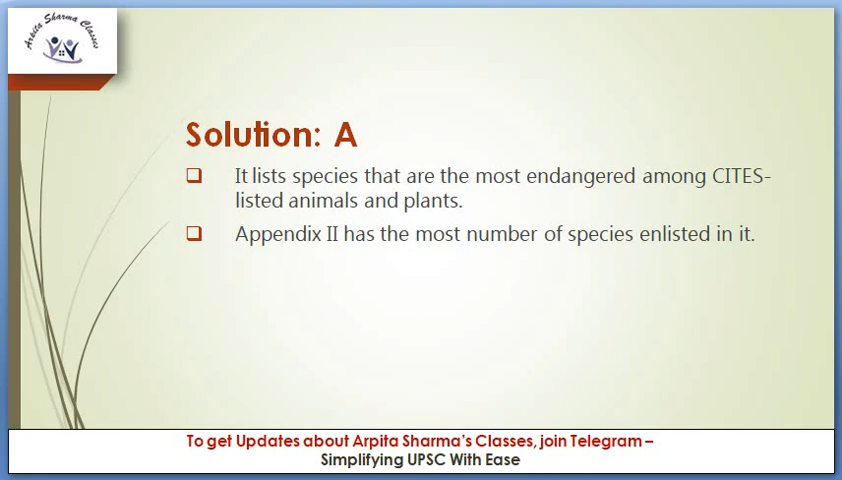 Arpita Sharma Classes
Solution: A
❑ It lists species that are the most endangered among CITES-
listed animals and plants.
❑ Appendix II has the most number of species enlisted in it.
To get Updates about Arpita Sharma's Classes, join Telegram –
Simplifying UPSC With Ease